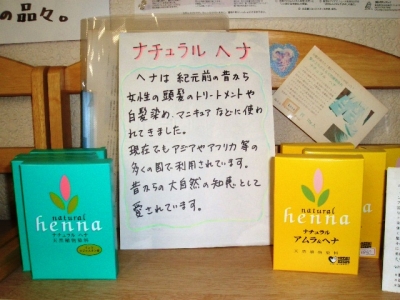 の品々。
ナチュラル ヘナ
ヘナは 紀元前の昔から
女性の頭髪のトリートメントや
白髪染め、マニキュア などに使わ
れてきました。
現在でもアジアやアフリカ 等の
多くの国で利用されています。
昔からの大自然の知恵として
愛されています。
natural
henna
ナチュラル ヘナ
天然植物染料
natural
henna
ナチュラル
アムラ&ヘナ
天然植物染料